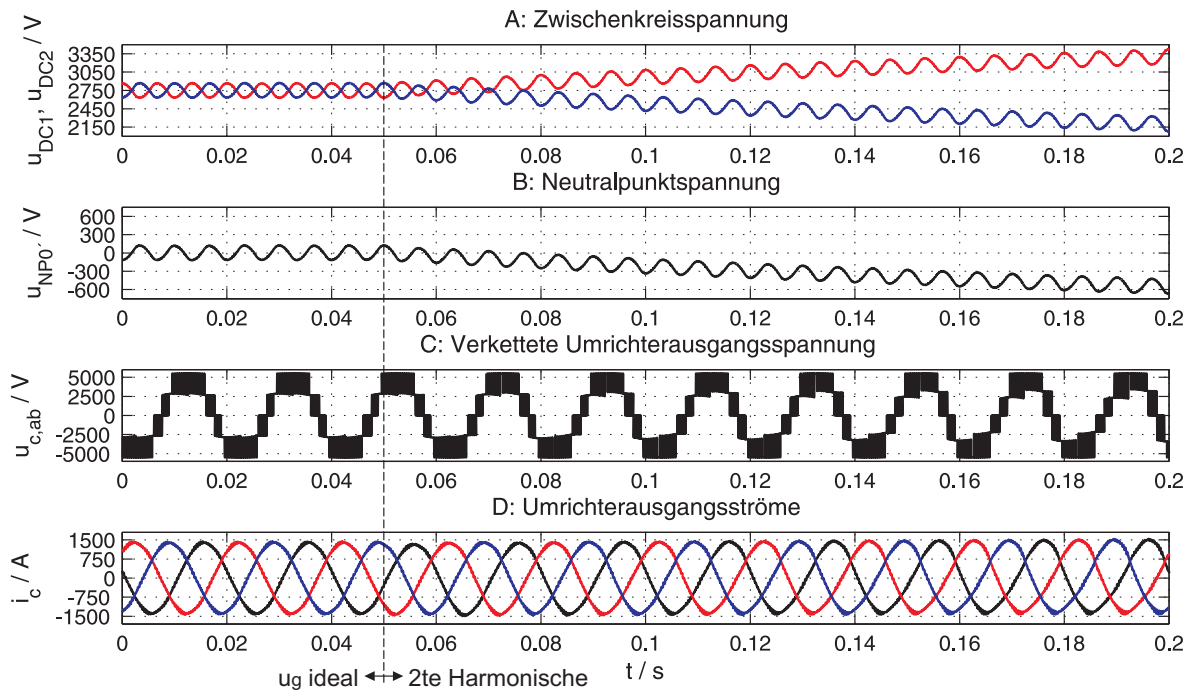 A: Zwischenkreisspannung
u_DC1, u_DC2 / V
3350
3050
2750
2450
2150
0 0.02 0.04 0.06 0.08 0.1 0.12 0.14 0.16 0.18 0.2
B: Neutralpunktspannung
u_NP0´ / V
600
300
0
-300
-600
0 0.02 0.04 0.06 0.08 0.1 0.12 0.14 0.16 0.18 0.2
C: Verkettete Umrichterausgangsspannung
u_c,ab / V
5000
2500
0
-2500
-5000
0 0.02 0.04 0.06 0.08 0.1 0.12 0.14 0.16 0.18 0.2
D: Umrichterausgangsströme
i_c / A
1500
750
0
-750
-1500
0 0.02 0.04 0.06 0.08 0.1 0.12 0.14 0.16 0.18 0.2
t / s
ug ideal ↔ 2te Harmonische